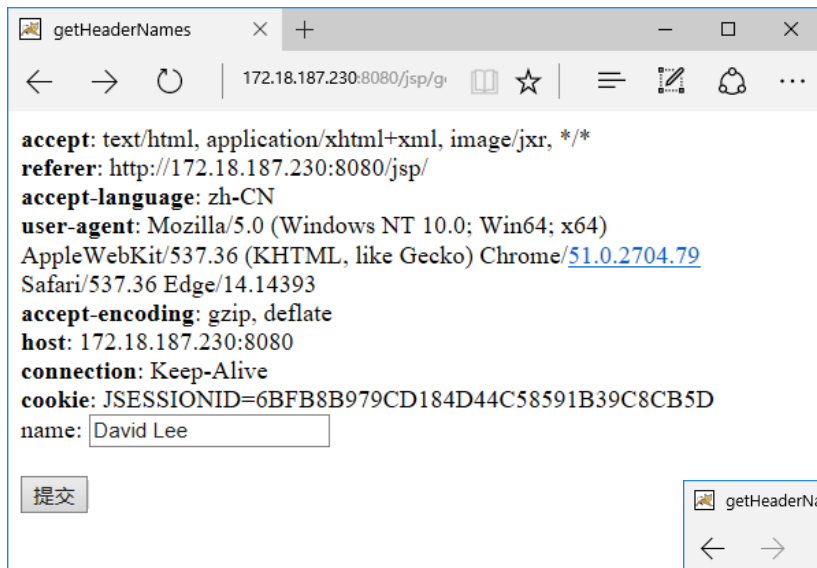 getHeaderNames
172.18.187.230:8080/jsp/g
accept: text/html, application/xhtml+xml, image/jxr, */*
referer: http://172.18.187.230:8080/jsp/
accept-language: zh-CN
user-agent: Mozilla/5.0 (Windows NT 10.0; Win64; x64)
AppleWebKit/537.36 (KHTML, like Gecko) Chrome/51.0.2704.79
Safari/537.36 Edge/14.14393
accept-encoding: gzip, deflate
host: 172.18.187.230:8080
connection: Keep-Alive
cookie: JSESSIONID=6BFB8B979CD184D44C58591B39C8CB5D
name: David Lee
提交
getHeaderNa